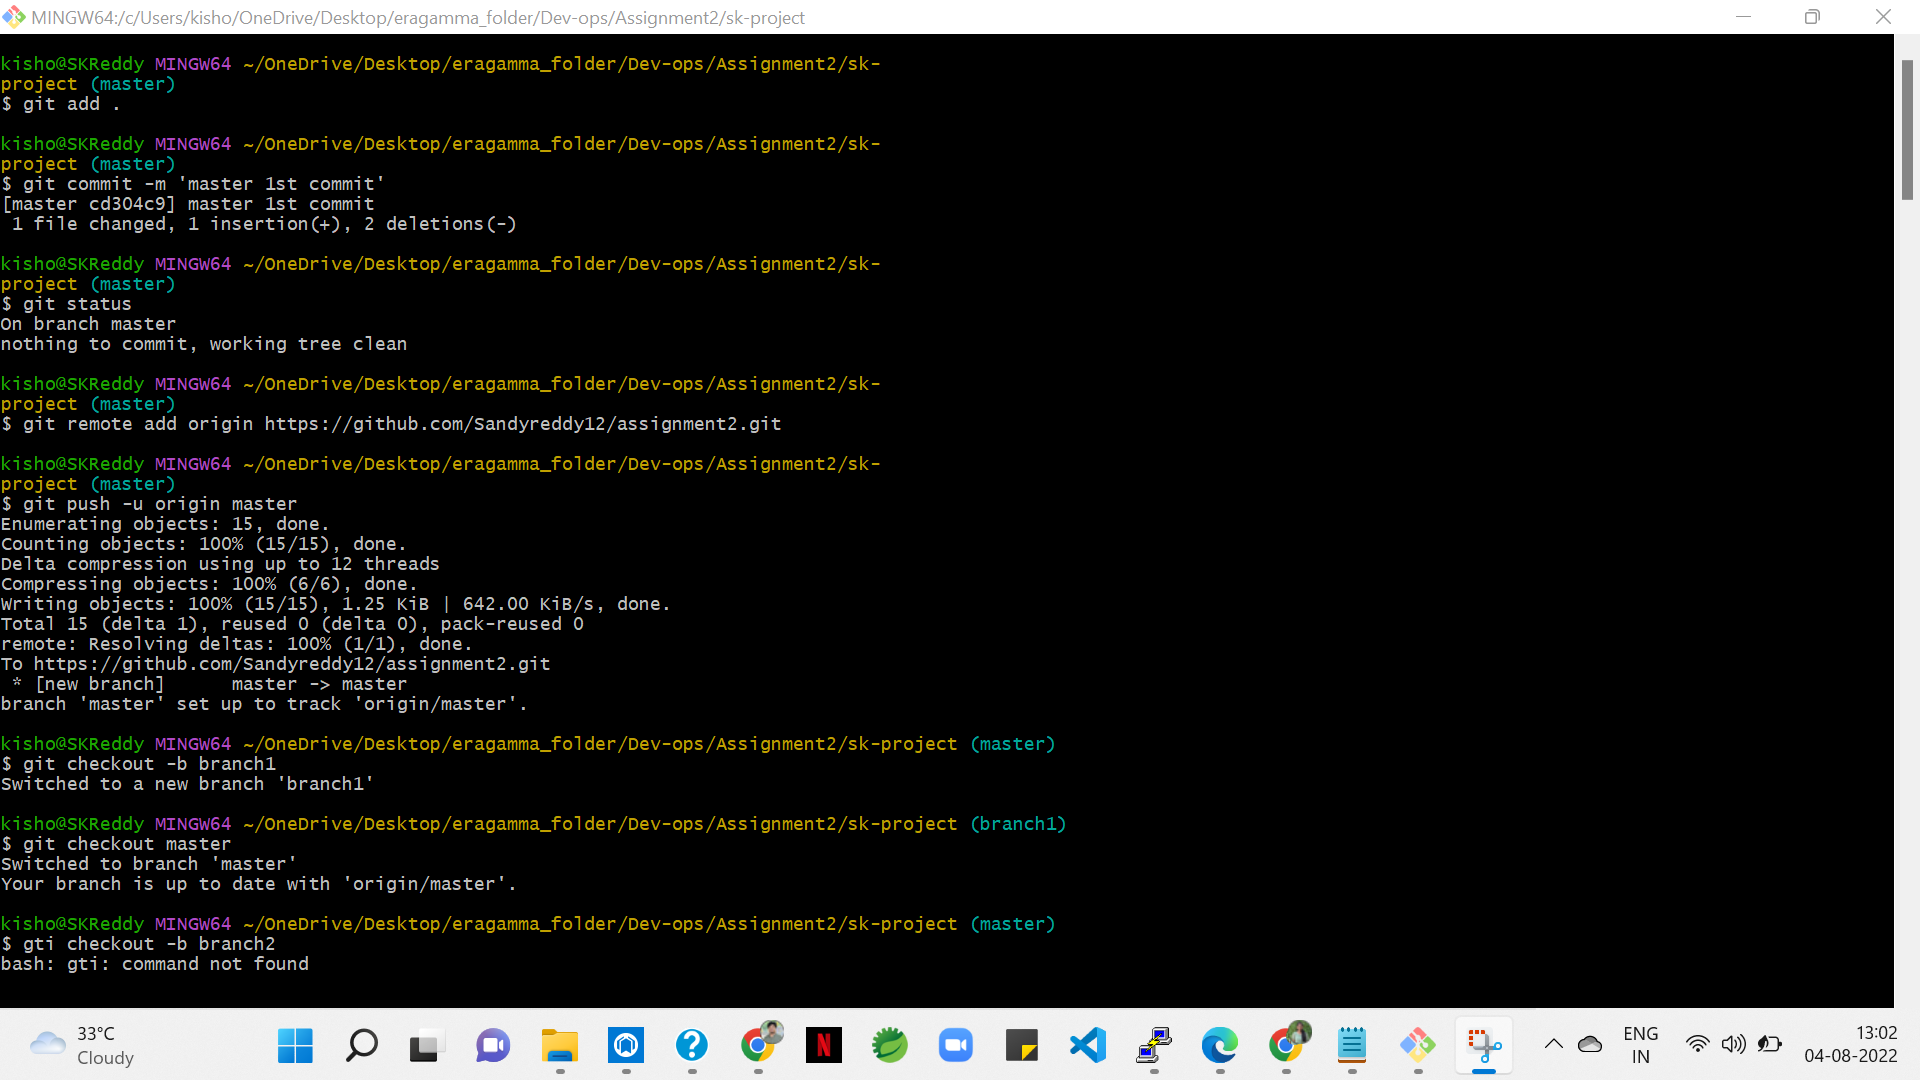 MINGW64:/c/Users/kisho/OneDrive/Desktop/eragamma_folder/Dev-ops/Assignment2/sk-project
kisho@SKReddy MINGW64 ~/OneDrive/Desktop/eragamma_folder/Dev-ops/Assignment2/sk-
project (master)
$ git add .
kisho@SKReddy MINGW64 ~/OneDrive/Desktop/eragamma_folder/Dev-ops/Assignment2/sk-
project (master)
$ git commit -m 'master 1st commit'
[master cd304c9] master 1st commit
 1 file changed, 1 insertion(+), 2 deletions(-)
kisho@SKReddy MINGW64 ~/OneDrive/Desktop/eragamma_folder/Dev-ops/Assignment2/sk-
project (master)
$ git status
On branch master
nothing to commit, working tree clean
kisho@SKReddy MINGW64 ~/OneDrive/Desktop/eragamma_folder/Dev-ops/Assignment2/sk-
project (master)
$ git remote add origin https://github.com/Sandyreddy12/assignment2.git
kisho@SKReddy MINGW64 ~/OneDrive/Desktop/eragamma_folder/Dev-ops/Assignment2/sk-
project (master)
$ git push -u origin master
Enumerating objects: 15, done.
Counting objects: 100% (15/15), done.
Delta compression using up to 12 threads
Compressing objects: 100% (6/6), done.
Writing objects: 100% (15/15), 1.25 KiB | 642.00 KiB/s, done.
Total 15 (delta 1), reused 0 (delta 0), pack-reused 0
remote: Resolving deltas: 100% (1/1), done.
To https://github.com/Sandyreddy12/assignment2.git
 * [new branch]      master -> master
branch 'master' set up to track 'origin/master'.
kisho@SKReddy MINGW64 ~/OneDrive/Desktop/eragamma_folder/Dev-ops/Assignment2/sk-project (master)
$ git checkout -b branch1
Switched to a new branch 'branch1'
kisho@SKReddy MINGW64 ~/OneDrive/Desktop/eragamma_folder/Dev-ops/Assignment2/sk-project (branch1)
$ git checkout master
Switched to branch 'master'
Your branch is up to date with 'origin/master'.
kisho@SKReddy MINGW64 ~/OneDrive/Desktop/eragamma_folder/Dev-ops/Assignment2/sk-project (master)
$ gti checkout -b branch2
bash: gti: command not found
33°C
Cloudy
N
ENG
IN
13:02
04-08-2022